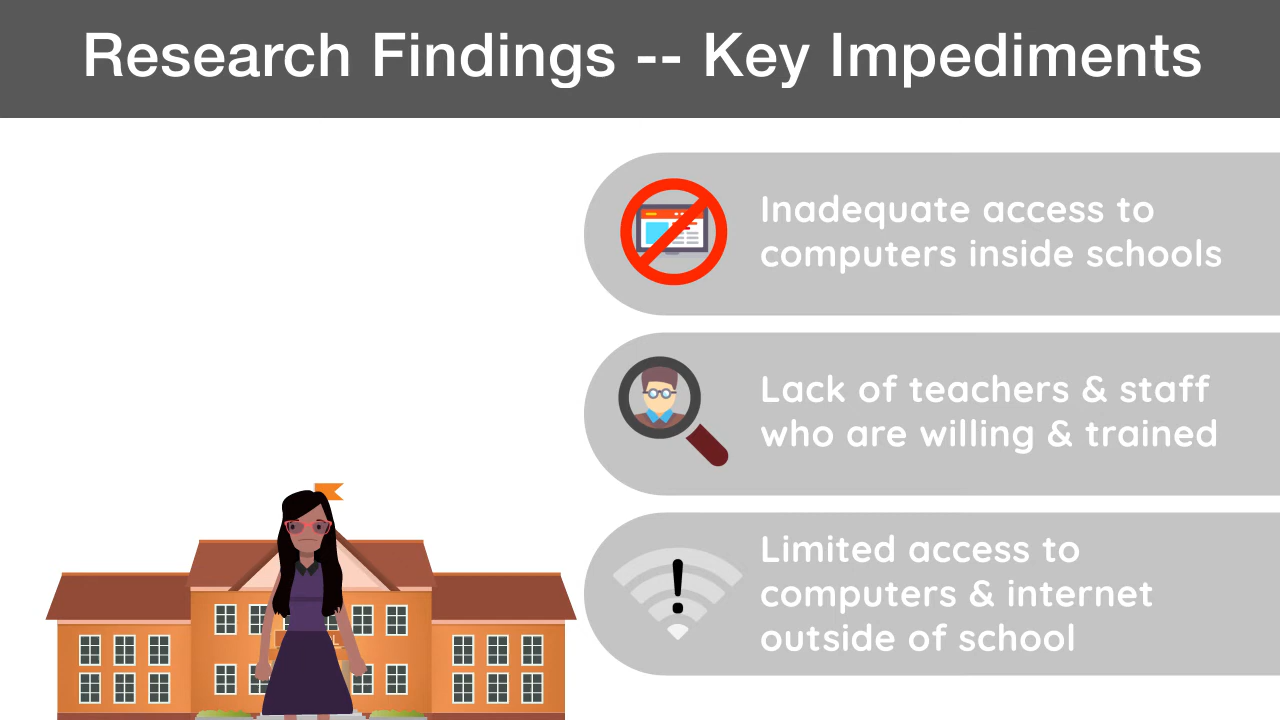 Research Findings -- Key Impediments
Inadequate access to
computers inside schools
Lack of teachers & staff
who are willing & trained
Limited access to
computers & internet
outside of school